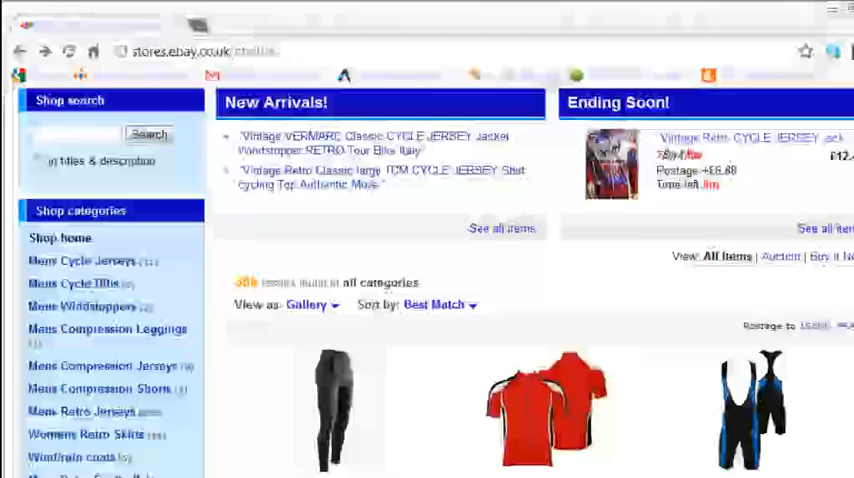 stores.ebay.co.uk
Shop search
Search
in titles & description
Shop categories
Shop home
Mens Cycle Jerseys
Mens Cycle Bibs
Mens Windstoppers
Mens Compression Leggings
Mens Compression Jerseys
Mens Compression Shorts
Mens Retro Jerseys
Womens Retro Skirts
Wind/rain coats
New Arrivals!
"Vintage VERMARC Classic CYCLE JERSEY Jacket
Windstopper RETRO Tour Bike Italy"
"Vintage Retro Classic large TCM CYCLE JERSEY Shirt
cycling Top Authentic Move"
See all items
Ending Soon!
Vintage Retro CYCLE JERSEY
Postage +£6.88
Time left
See all
View: All Items | Auction | Buy It
results found in all categories
View as: Gallery Sort by: Best Match
Postage to